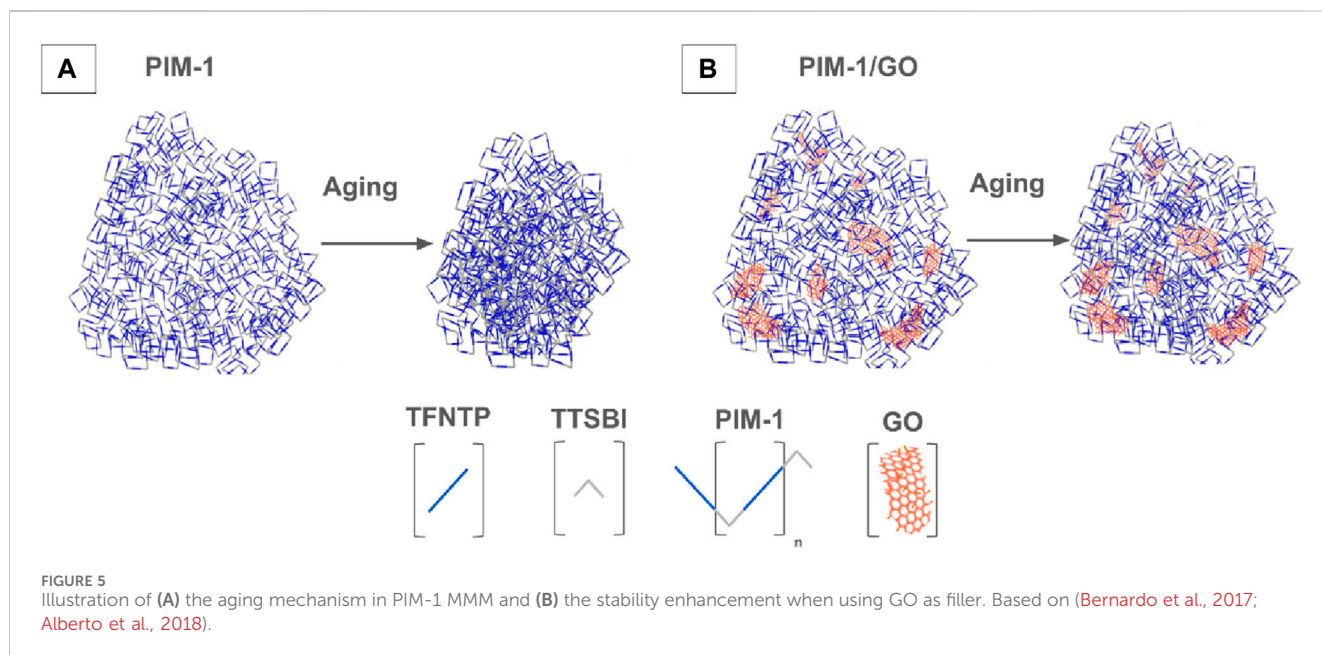 A
PIM-1
Aging
B
PIM-1/GO
Aging
TFNTP
TTSBI
PIM-1
n
GO
FIGURE 5
Illustration of (A) the aging mechanism in PIM-1 MMM and (B) the stability enhancement when using GO as filler. Based on (Bernardo et al., 2017;
Alberto et al., 2018).